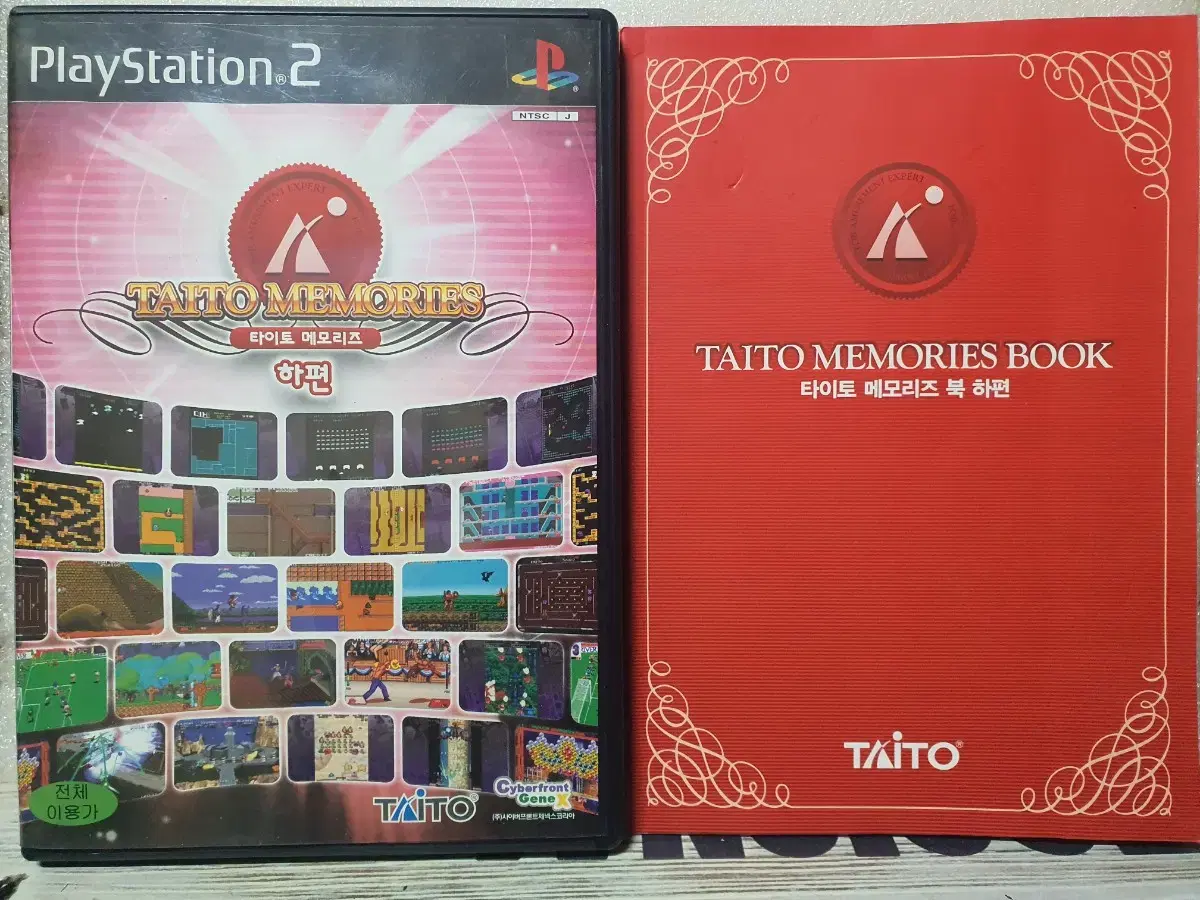 PlayStation®2
NTSC J
TAITO MEMORIES
타이토 메모리즈
하편
전체
이용가
TAITO®
Cyberfront
GeneX
(주)사이버프론트제넥스코리아
TAITO MEMORIES BOOK
타이토 메모리즈 북 하편
TAITO®